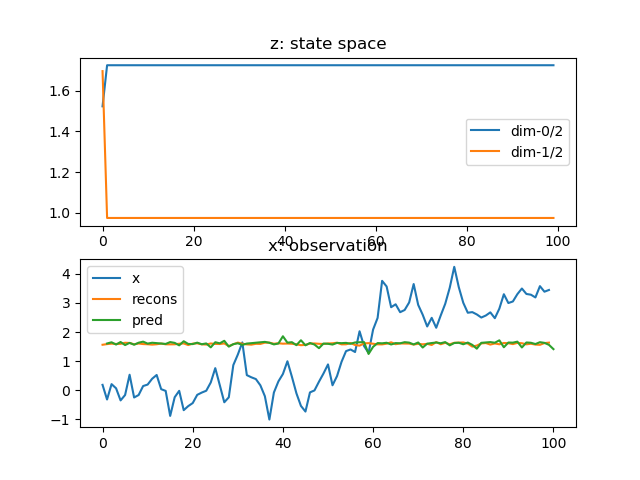 z: state space
1.6
1.4
1.2
1.0
dim-0/2
dim-1/2
0 20 40 60 80 100
x: observation
4
3
2
1
0
−1
x
recons
pred
0 20 40 60 80 100